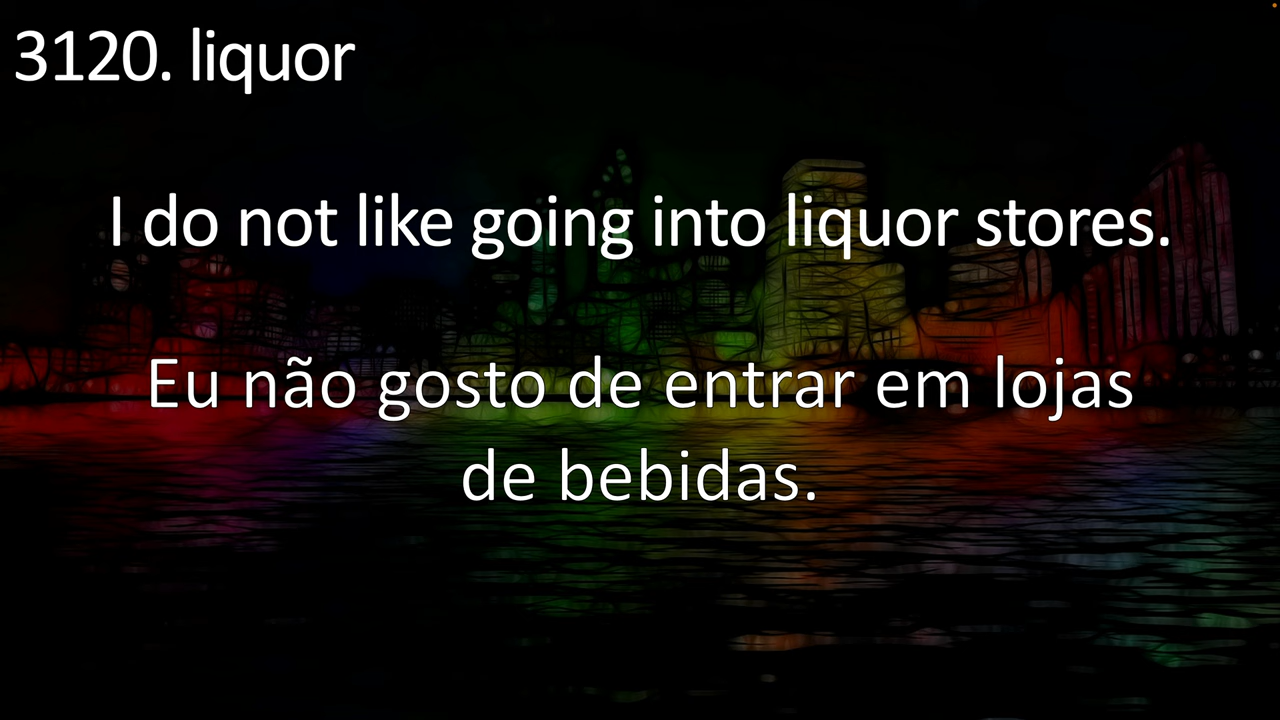 3120. liquor
I do not like going into liquor stores.
Eu não gosto de entrar em lojas
de bebidas.